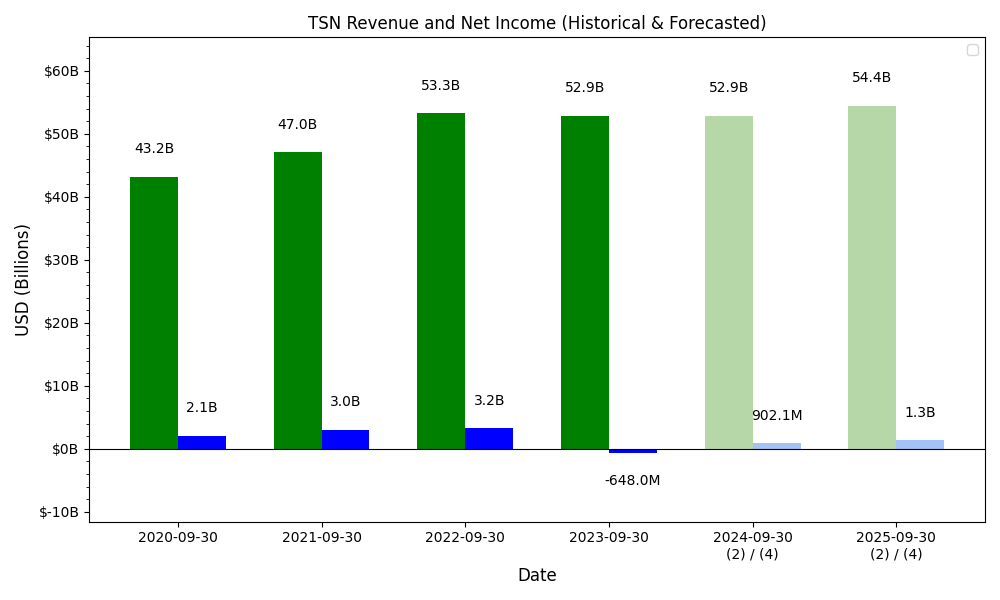 TSN Revenue and Net Income (Historical & Forecasted)
USD (Billions)
$60B
$50B
$40B
$30B
$20B
$10B
$0B
$-10B
43.2B
47.0B
53.3B
52.9B
52.9B
54.4B
2.1B
3.0B
3.2B
-648.0M
902.1M
1.3B
2020-09-30
2021-09-30
2022-09-30
2023-09-30
2024-09-30
(2) / (4)
2025-09-30
(2) / (4)
Date